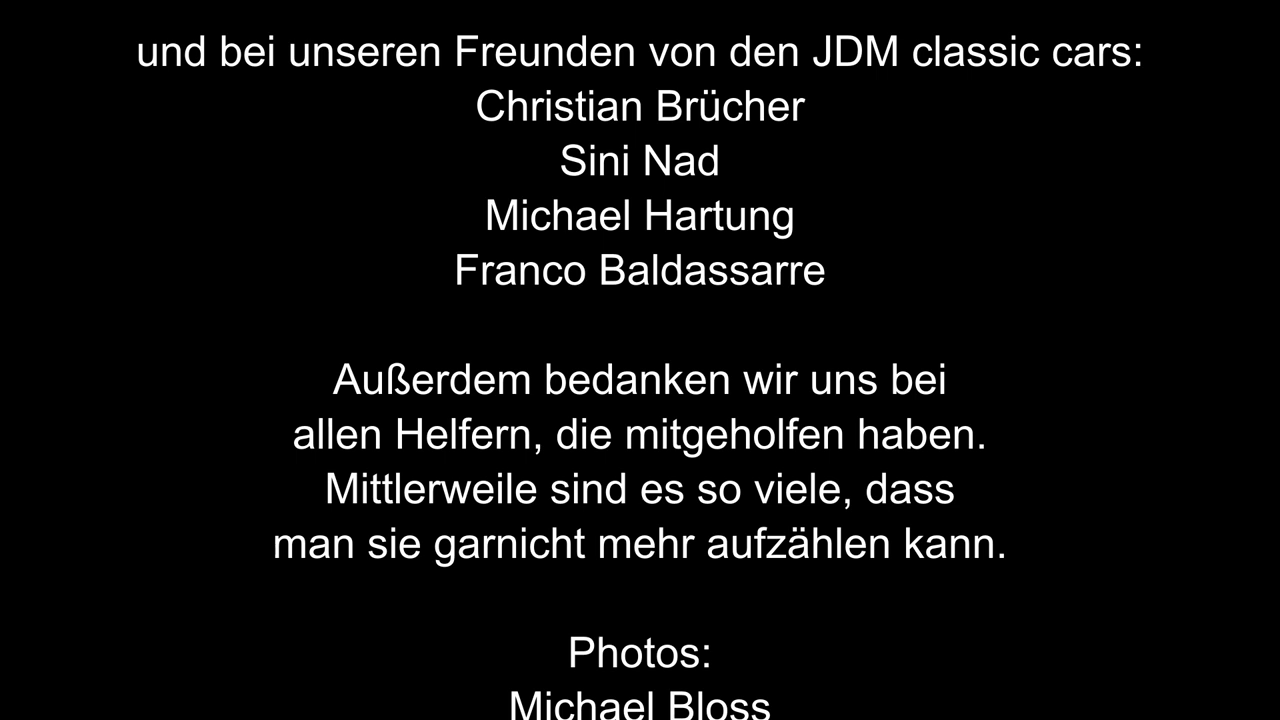 und bei unseren Freunden von den JDM classic cars:
Christian Brücher
Sini Nad
Michael Hartung
Franco Baldassarre
Außerdem bedanken wir uns bei
allen Helfern, die mitgeholfen haben.
Mittlerweile sind es so viele, dass
man sie garnicht mehr aufzählen kann.
Photos:
Michael Bloss